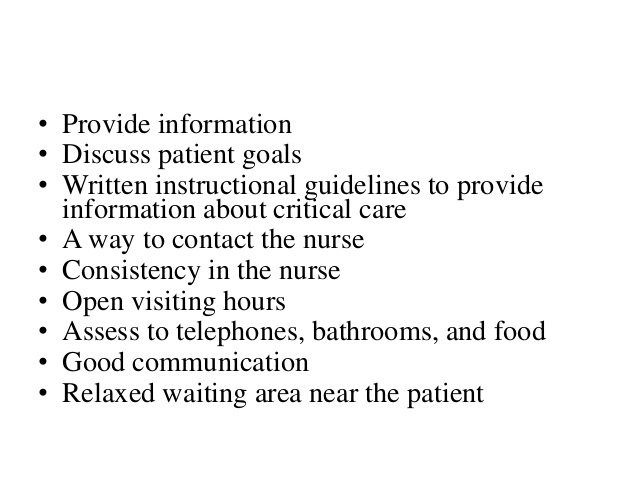 • Provide information
• Discuss patient goals
• Written instructional guidelines to provide
information about critical care
• A way to contact the nurse
• Consistency in the nurse
• Open visiting hours
• Assess to telephones, bathrooms, and food
• Good communication
• Relaxed waiting area near the patient